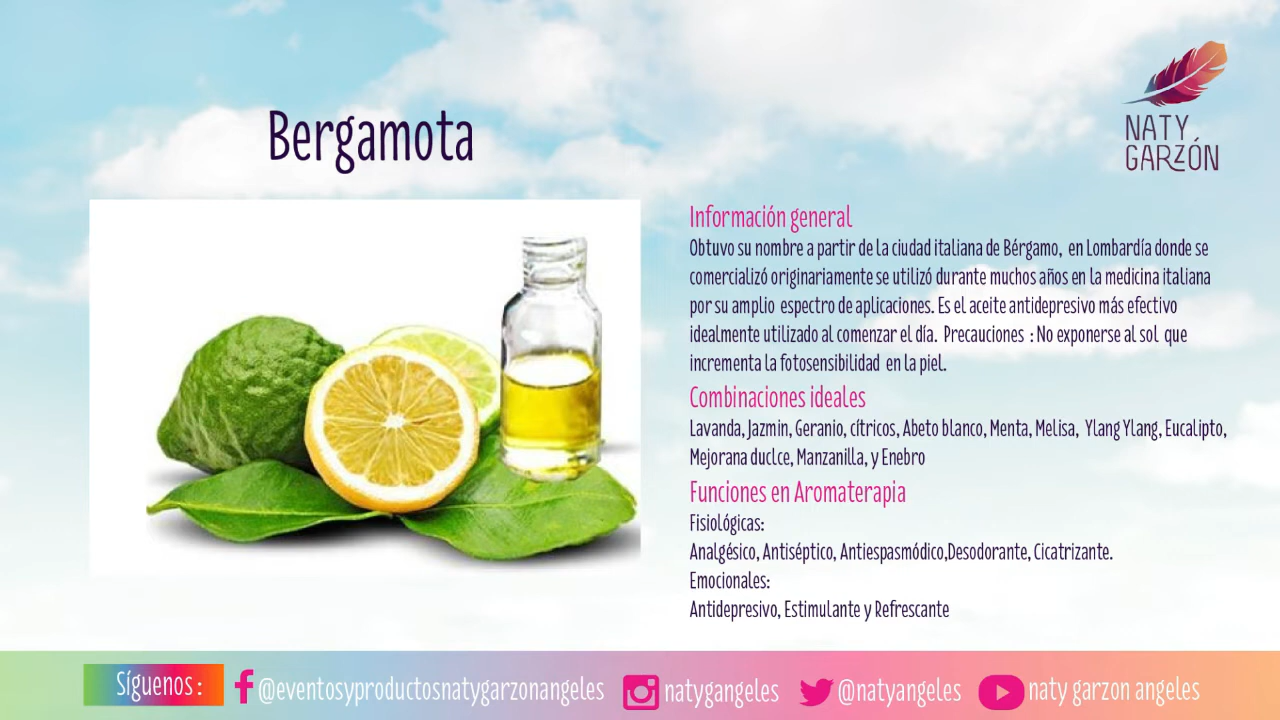 Bergamota
NATY
GARZÓN
Información general
Obtuvo su nombre a partir de la ciudad italiana de Bérgamo, en Lombardía donde se
comercializó originariamente se utilizó durante muchos años en la medicina italiana
por su amplio espectro de aplicaciones. Es el aceite antidepresivo más efectivo
idealmente utilizado al comenzar el día. Precauciones : No exponerse al sol que
incrementa la fotosensibilidad en la piel.
Combinaciones ideales
Lavanda, Jazmin, Geranio, cítricos, Abeto blanco, Menta, Melisa, Ylang Ylang, Eucalipto,
Mejorana duclce, Manzanilla, y Enebro
Funciones en Aromaterapia
Fisiológicas:
Analgésico, Antiséptico, Antiespasmódico,Desodorante, Cicatrizante.
Emocionales:
Antidepresivo, Estimulante y Refrescante
Síguenos : @eventosyproductosnatygarzonangeles natygangeles @natyangeles naty garzon angeles